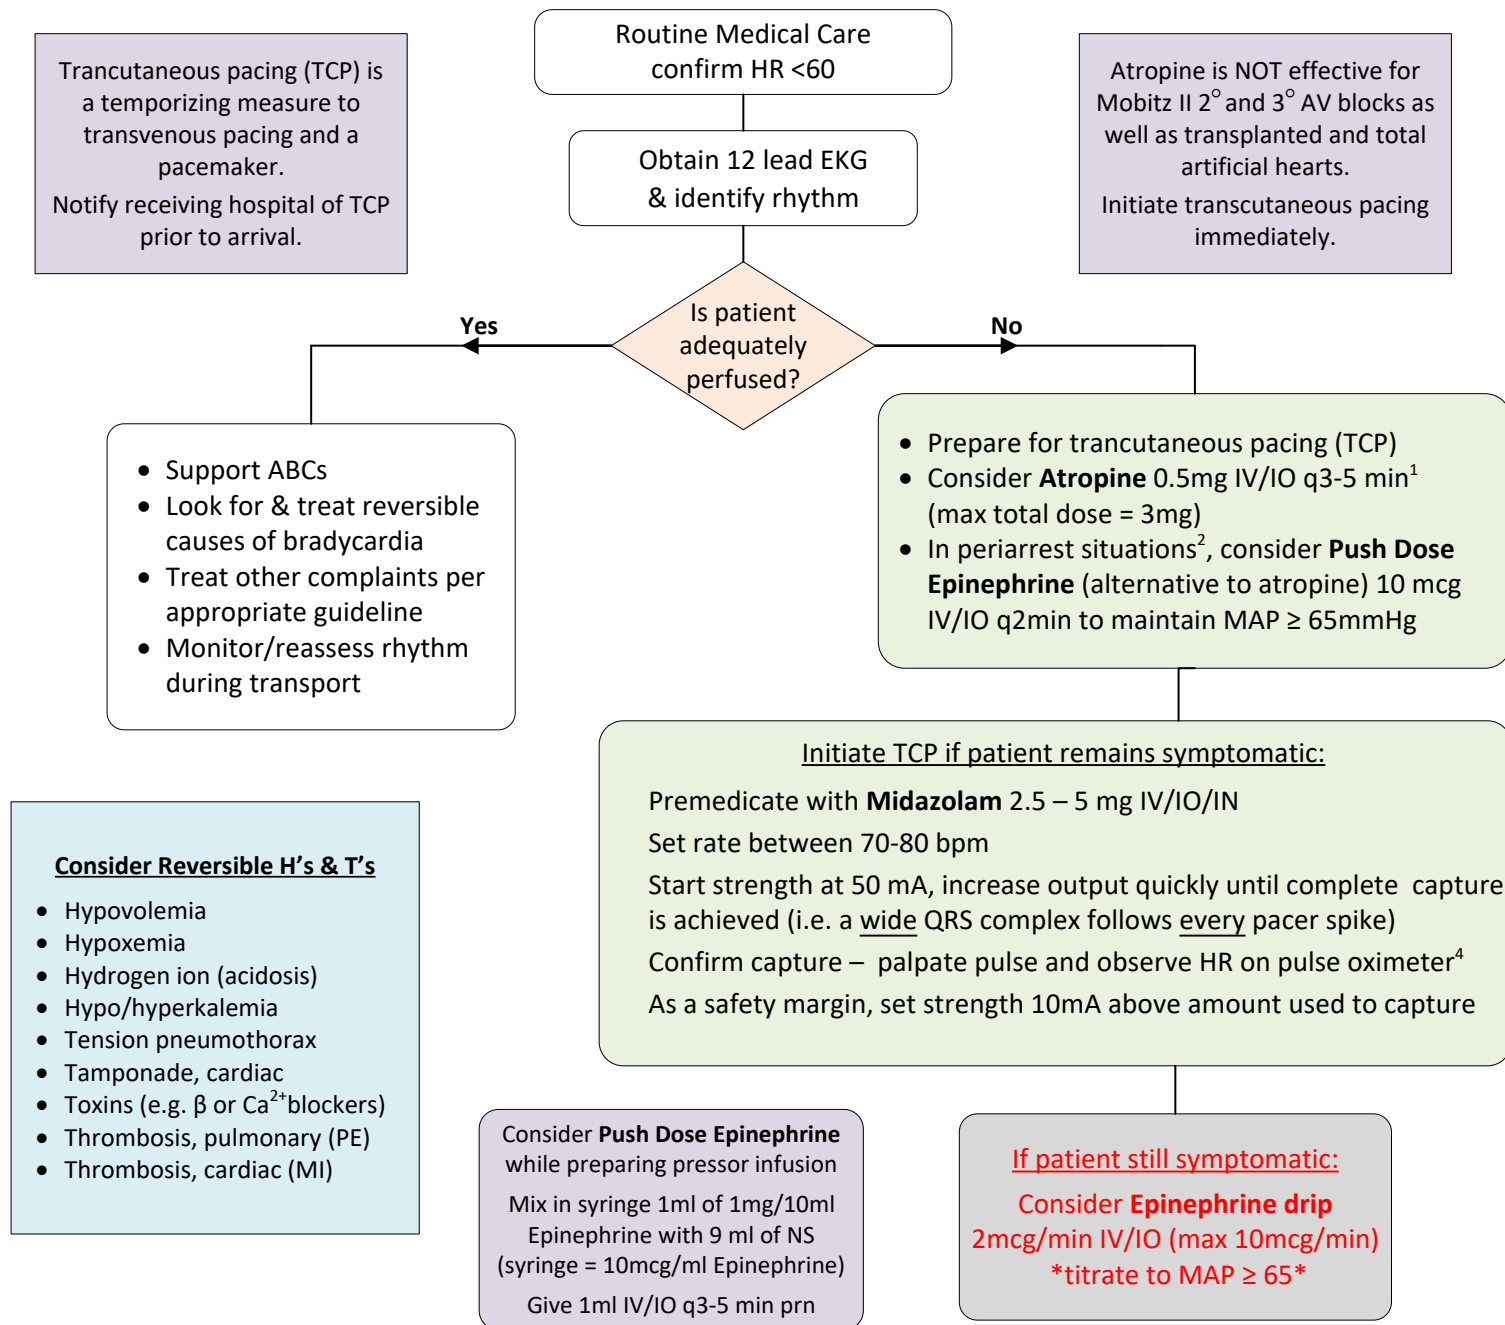 Routine Medical Care
confirm HR <60
Trancutaneous pacing (TCP) is
a temporizing measure to
transvenous pacing and a
pacemaker.
Notify receiving hospital of TCP
prior to arrival.
Atropine is NOT effective for
Mobitz II 2° and 3° AV blocks as
well as transplanted and total
artificial hearts.
Initiate transcutaneous pacing
immediately.
Obtain 12 lead EKG
& identify rhythm
Is patient
adequately
perfused?
Yes
No
• Support ABCs
• Look for & treat reversible
causes of bradycardia
• Treat other complaints per
appropriate guideline
• Monitor/reassess rhythm
during transport
• Prepare for trancutaneous pacing (TCP)
• Consider Atropine 0.5mg IV/IO q3-5 min¹
(max total dose = 3mg)
• In periarrest situations², consider Push Dose
Epinephrine (alternative to atropine) 10 mcg
IV/IO q2min to maintain MAP ≥ 65mmHg
Initiate TCP if patient remains symptomatic:
Premedicate with Midazolam 2.5 – 5 mg IV/IO/IN
Set rate between 70-80 bpm
Start strength at 50 mA, increase output quickly until complete capture
is achieved (i.e. a wide QRS complex follows every pacer spike)
Confirm capture – palpate pulse and observe HR on pulse oximeter⁴
As a safety margin, set strength 10mA above amount used to capture
Consider Reversible H's & T's
• Hypovolemia
• Hypoxemia
• Hydrogen ion (acidosis)
• Hypo/hyperkalemia
• Tension pneumothorax
• Tamponade, cardiac
• Toxins (e.g. β or Ca²⁺blockers)
• Thrombosis, pulmonary (PE)
• Thrombosis, cardiac (MI)
Consider Push Dose Epinephrine
while preparing pressor infusion
Mix in syringe 1ml of 1mg/10ml
Epinephrine with 9 ml of NS
(syringe = 10mcg/ml Epinephrine)
Give 1ml IV/IO q3-5 min prn
If patient still symptomatic:
Consider Epinephrine drip
2mcg/min IV/IO (max 10mcg/min)
*titrate to MAP ≥ 65*